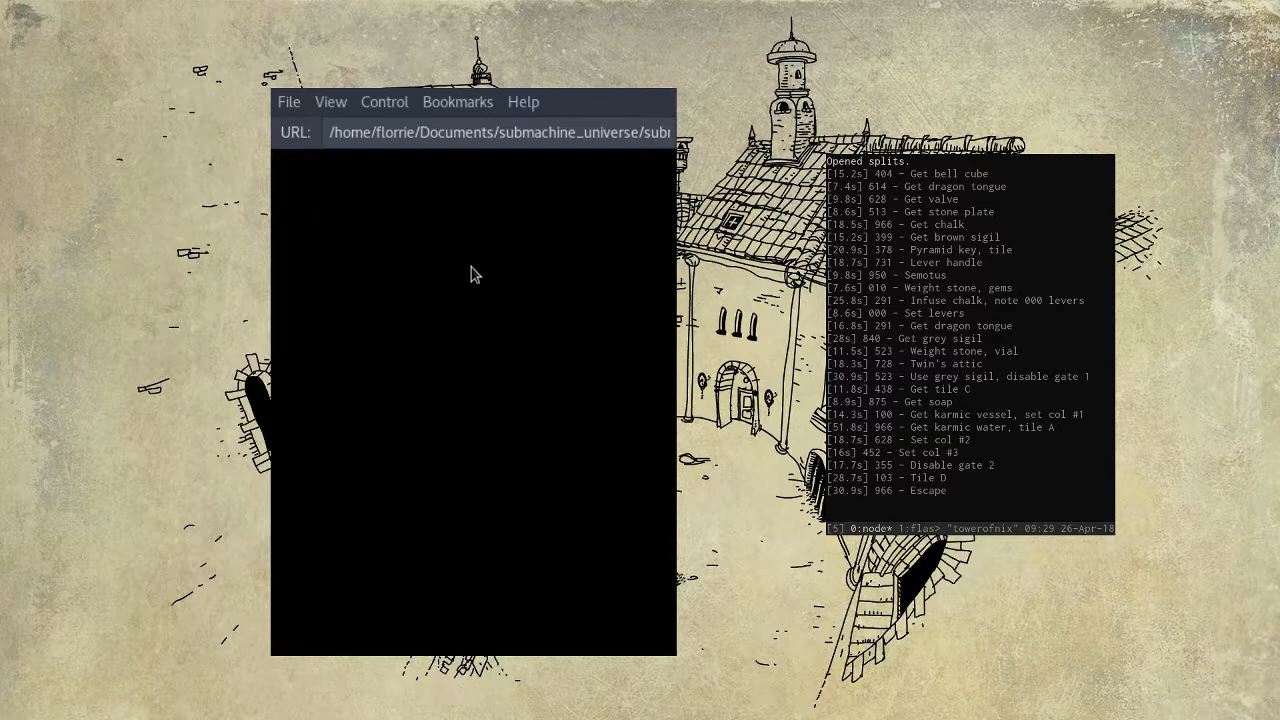 File View Control Bookmarks Help
URL: /home/florrie/Documents/submachine_universe/subm
Opened splits.
[15.2s] 404 – Get bell cube
[7.4s] 614 – Get dragon tongue
[9.8s] 628 – Get valve
[8.6s] 513 – Get stone plate
[18.5s] 966 – Get chalk
[15.2s] 399 – Get brown sigil
[20.9s] 378 – Pyramid key, tile
[18.7s] 731 – Lever handle
[9.8s] 950 – Semotus
[7.6s] 010 – Weight stone, gems
[25.8s] 291 – Infuse chalk, note 000 levers
[8.6s] 000 – Set levers
[16.8s] 291 – Get dragon tongue
[28s] 840 – Get grey sigil
[11.5s] 523 – Weight stone, vial
[18.3s] 728 – Twin's attic
[30.9s] 523 – Use grey sigil, disable gate 1
[11.8s] 438 – Get tile C
[8.9s] 875 – Get soap
[14.3s] 100 – Get karmic vessel, set col #1
[51.8s] 966 – Get karmic water, tile A
[18.7s] 628 – Set col #2
[16s] 452 – Set col #3
[17.7s] 355 – Disable gate 2
[28.7s] 103 – Tile D
[30.9s] 966 – Escape
[5] 0:node* 1:flas> "towerofnix" 09:29 26-Apr-18